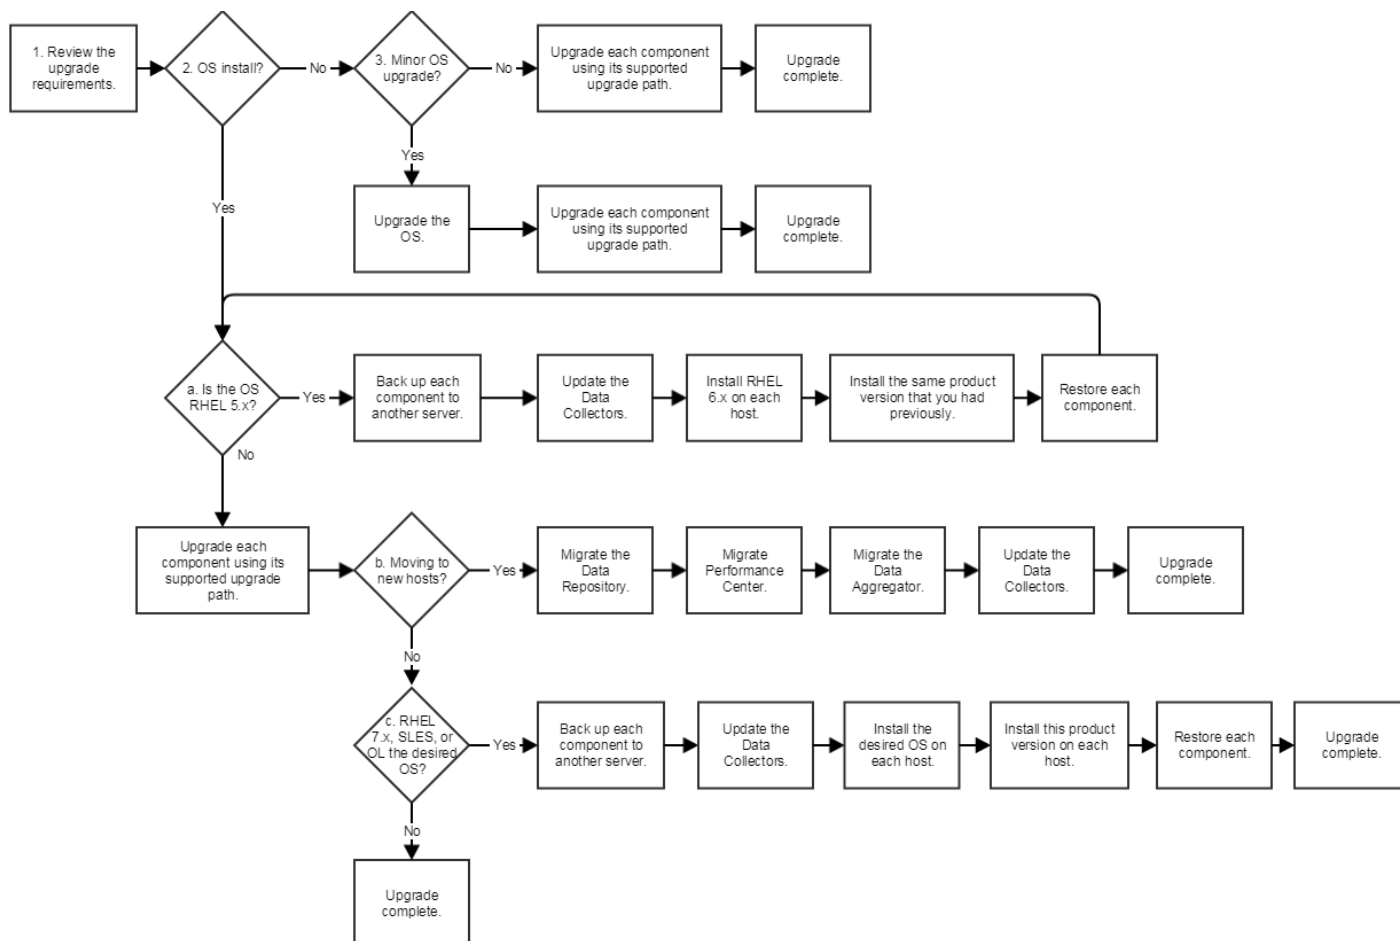 1. Review the
upgrade
requirements.
2. OS install?
No
3. Minor OS
upgrade?
No
Upgrade each component
using its supported
upgrade path.
Upgrade
complete.
Yes
Yes
Upgrade the
OS.
Upgrade each component
using its supported
upgrade path.
Upgrade
complete.
a. Is the OS
RHEL 5.x?
Yes
Back up each
component to
another server.
Update the
Data
Collectors.
Install RHEL
6.x on each
host.
Install the same product
version that you had
previously.
Restore each
component.
No
Upgrade each
component using its
supported upgrade
path.
b. Moving to
new hosts?
Yes
Migrate the
Data
Repository.
Migrate
Performance
Center.
Migrate the
Data
Aggregator.
Update the
Data
Collectors.
Upgrade
complete.
No
c. RHEL
7.x, SLES, or
OL the desired
OS?
Yes
Back up each
component to
another server.
Update the
Data
Collectors.
Install the
desired OS on
each host.
Install this product
version on each
host.
Restore each
component.
Upgrade
complete.
No
Upgrade
complete.